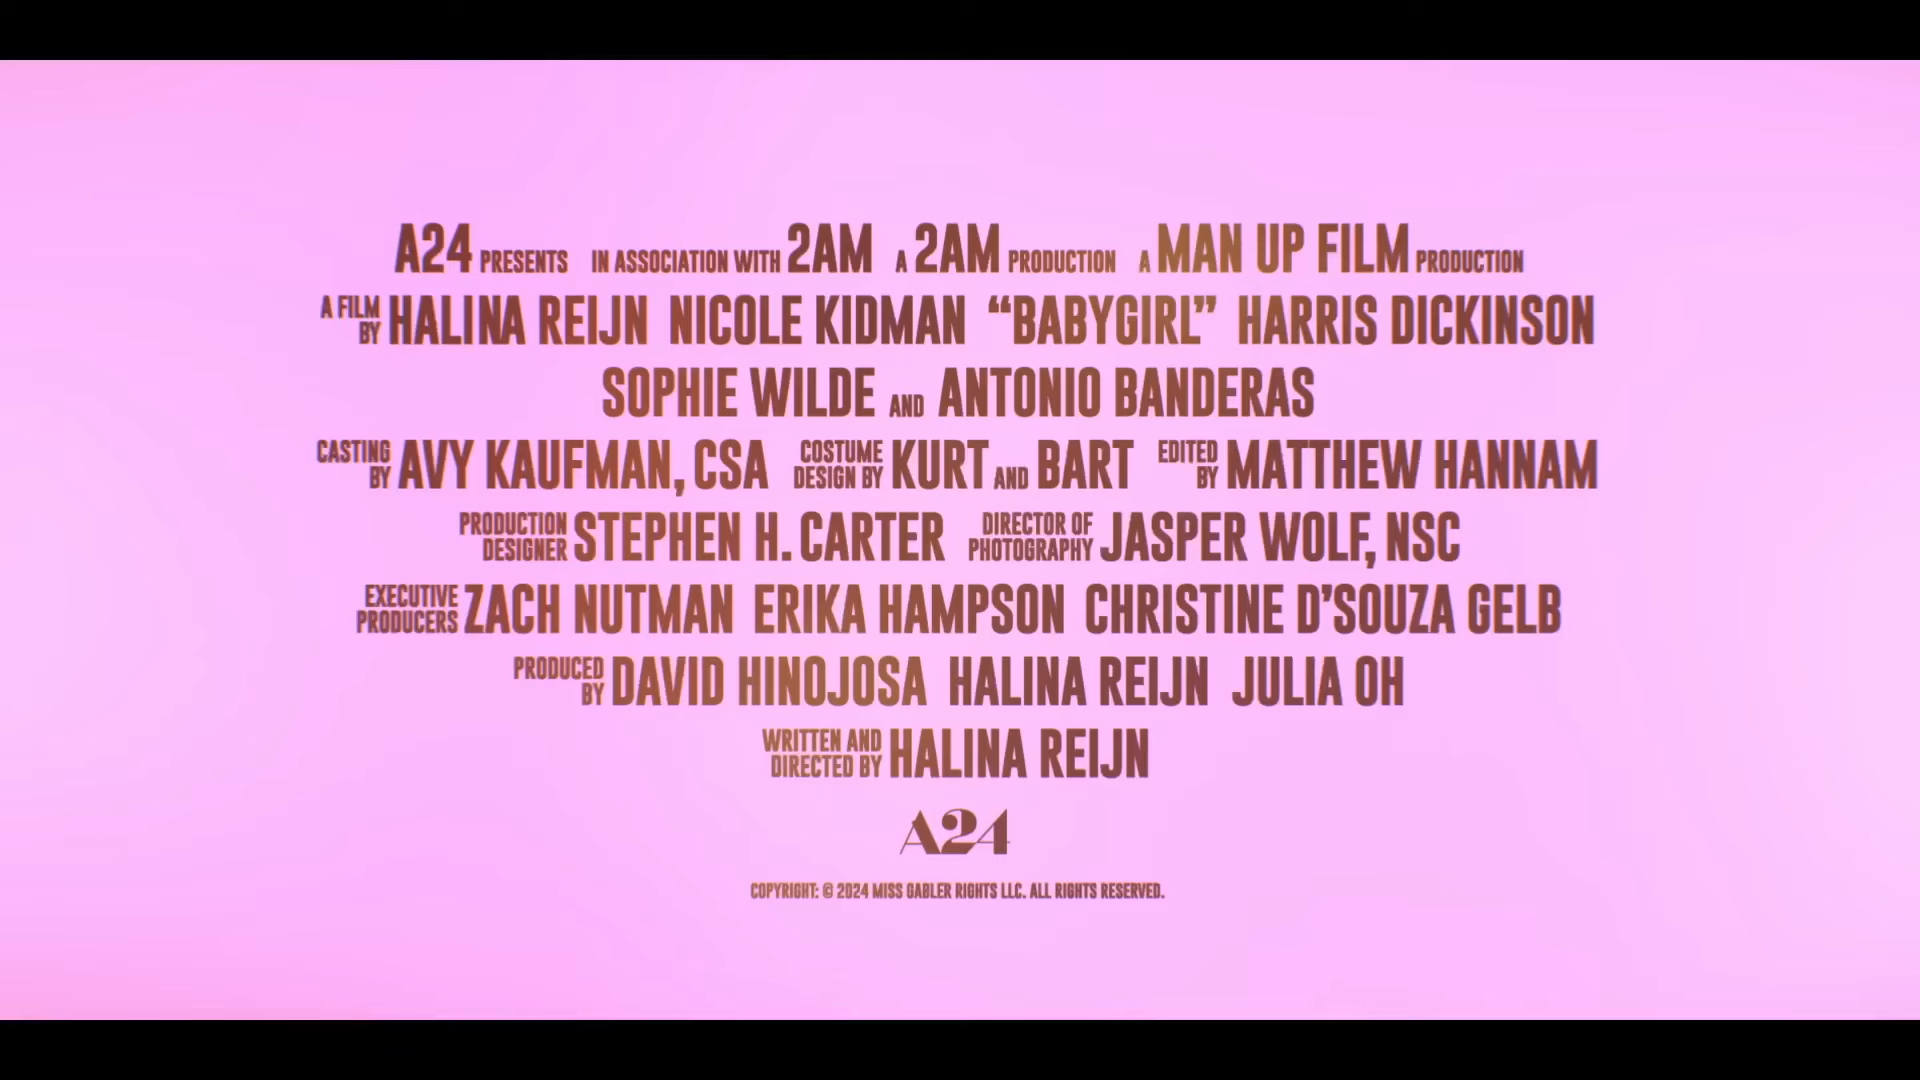 A24 PRESENTS IN ASSOCIATION WITH 2AM A 2AM PRODUCTION A MAN UP FILM PRODUCTION
A FILM BY HALINA REIJN NICOLE KIDMAN “BABYGIRL” HARRIS DICKINSON
SOPHIE WILDE AND ANTONIO BANDERAS
CASTING BY AVY KAUFMAN, CSA COSTUME DESIGN BY KURT AND BART EDITED BY MATTHEW HANNAM
PRODUCTION DESIGNER STEPHEN H. CARTER DIRECTOR OF PHOTOGRAPHY JASPER WOLF, NSC
EXECUTIVE PRODUCERS ZACH NUTMAN ERIKA HAMPSON CHRISTINE D’SOUZA GELB
PRODUCED BY DAVID HINOJOSA HALINA REIJN JULIA OH
WRITTEN AND DIRECTED BY HALINA REIJN
A24
COPYRIGHT: © 2024 MISS GABLER RIGHTS LLC. ALL RIGHTS RESERVED.